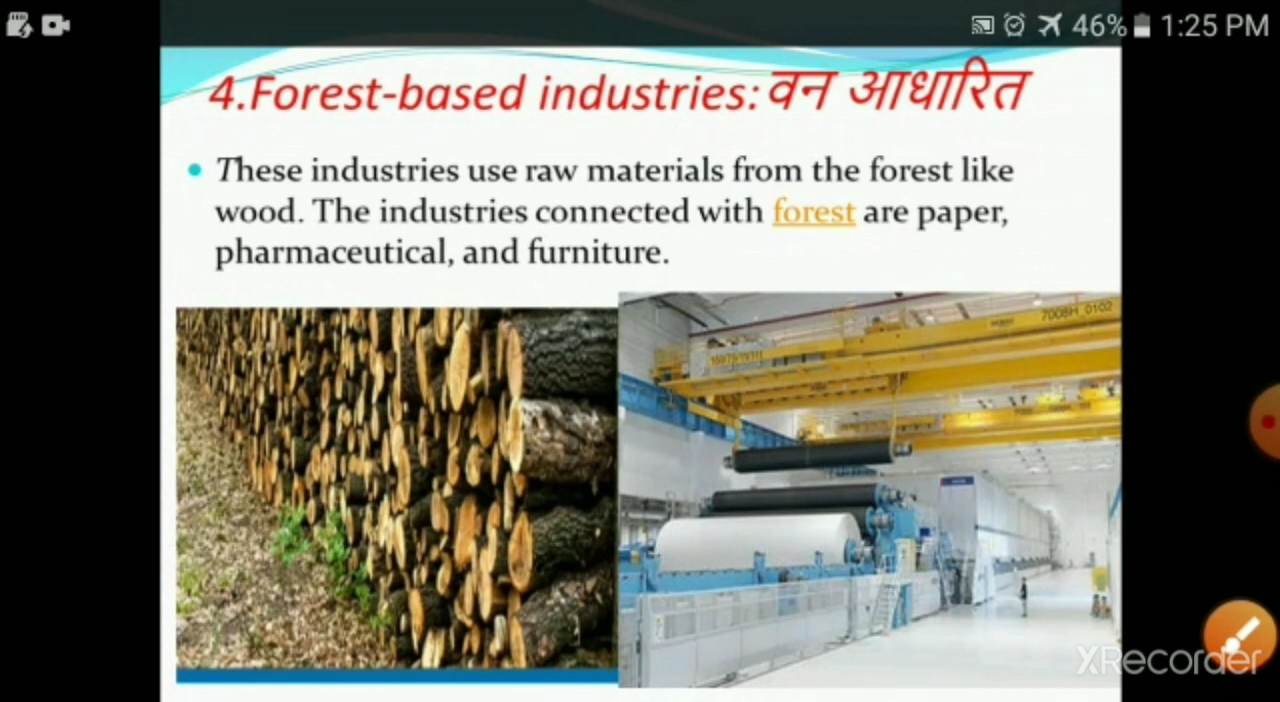 46% 1:25 PM
4.Forest-based industries: वन आधारित
These industries use raw materials from the forest like
wood. The industries connected with forest are paper,
pharmaceutical, and furniture.
7008H_0102
XRecorder